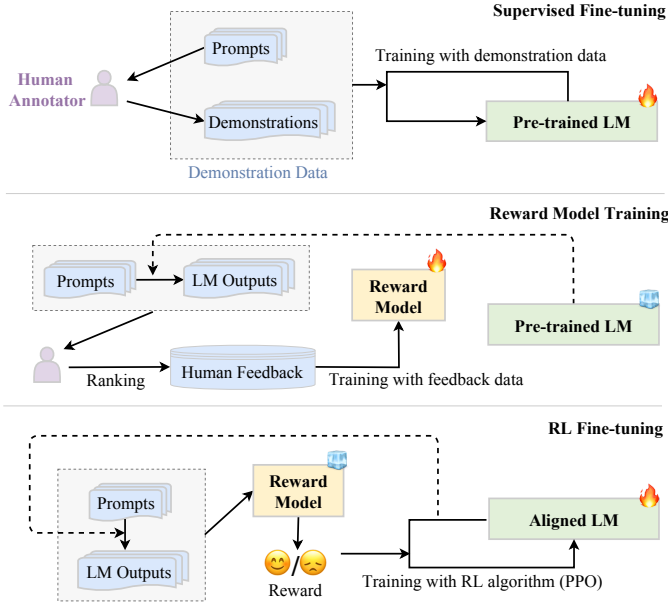 Supervised Fine-tuning
Prompts
Training with demonstration data
Human
Annotator
Demonstrations
Pre-trained LM
Demonstration Data
Reward Model Training
Prompts
LM Outputs
Reward
Model
Pre-trained LM
Ranking
Human Feedback
Training with feedback data
RL Fine-tuning
Reward
Model
Prompts
Aligned LM
LM Outputs
/
Reward
Training with RL algorithm (PPO)